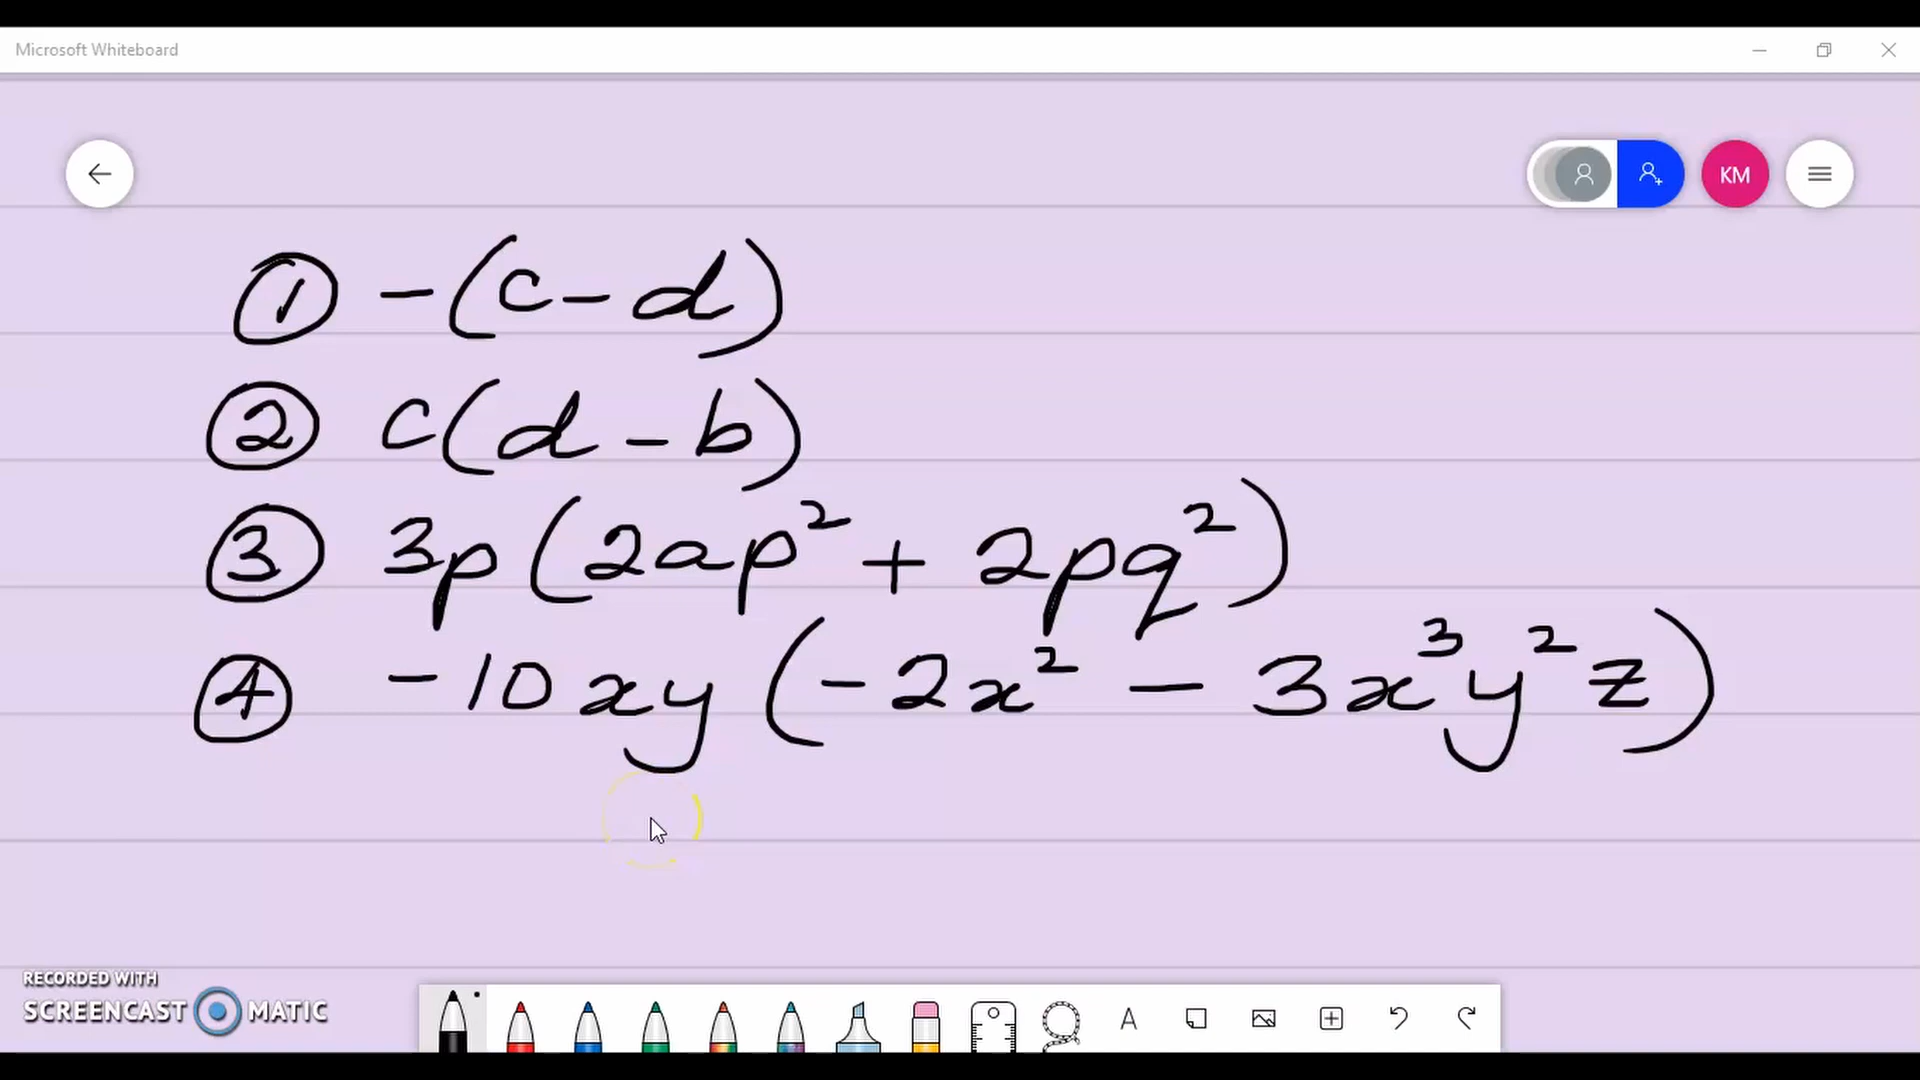 Microsoft Whiteboard
KM
① -(c-d)
② c(d-b)
③ 3p(2ap² + 2pq²)
④ -10xy(-2x² - 3x³y²z)
RECORDED WITH
SCREENCAST MATIC
A